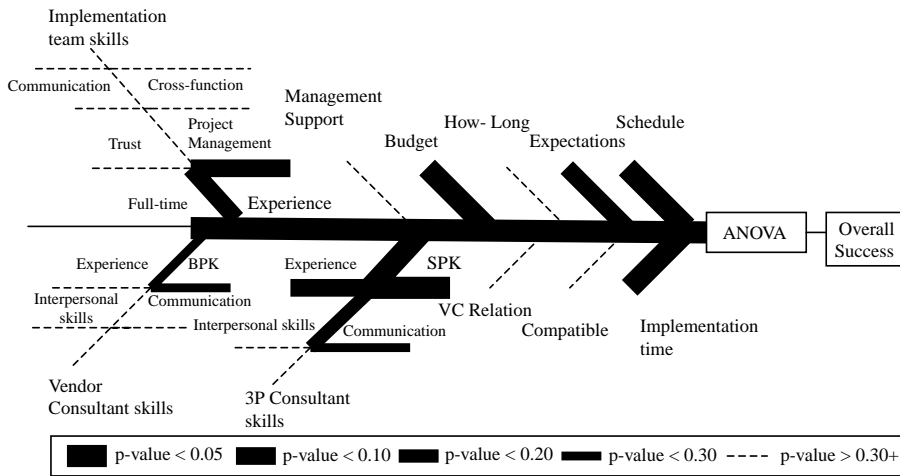 Implementation
team skills
Communication
Cross-function
Trust
Project
Management
Full-time
Experience
Management
Support
Budget
How- Long
Expectations
Schedule
ANOVA
Overall
Success
Experience
BPK
Interpersonal
skills
Communication
Vendor
Consultant skills
Experience
SPK
Interpersonal skills
Communication
3P Consultant
skills
VC Relation
Compatible
Implementation
time
p-value < 0.05
p-value < 0.10
p-value < 0.20
p-value < 0.30
p-value > 0.30+